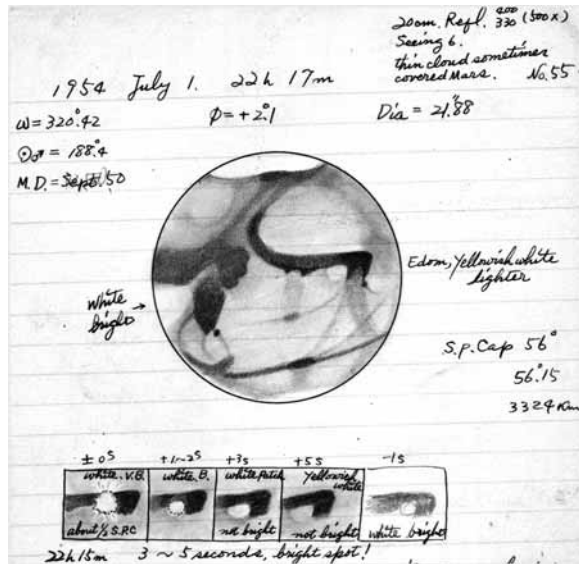 20cm. Refl. 400 330 (500x)
Seeing 6.
thin cloud sometimes
covered Mars. No. 55
1954 July 1. 22h 17m
ω = 320°.42 Φ = +2°.1 Dia = 21".88
= 188°.4
M.D. = Sept. 50
Edom, Yellowish white
lighter
White →
bright
S.P. Cap 56°
56°.15
3324 Km
±0s +1~2s +3s +5s -1s
white. V.B. white. B. white Patch Yellowish
white
about 1/2 S.P.C not bright not bright white bright
22h 15m 3 ~ 5 seconds, bright spot!